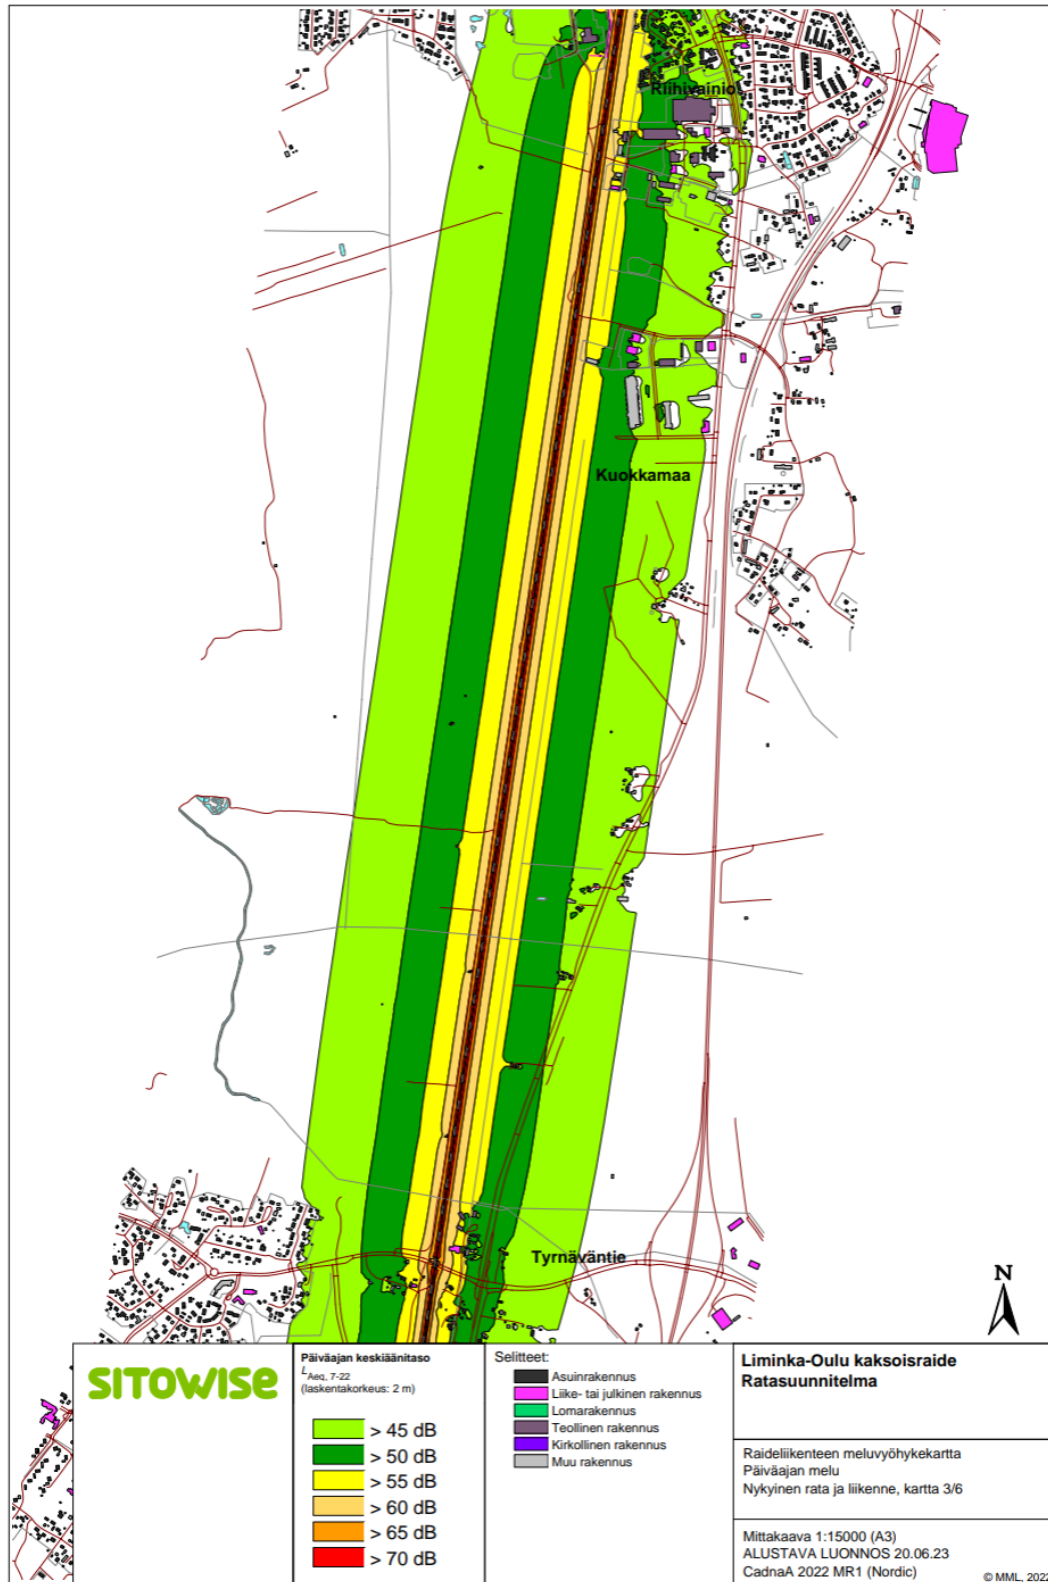 Riihivainio
Kuokkamaa
Tyrnäväntie
N
SITOWISE
Päiväajan keskiäänitaso
LAeq, 7-22
(laskentakorkeus: 2 m)
> 45 dB
> 50 dB
> 55 dB
> 60 dB
> 65 dB
> 70 dB
Selitteet:
Asuinrakennus
Liike- tai julkinen rakennus
Lomarakennus
Teollinen rakennus
Kirkollinen rakennus
Muu rakennus
Liminka-Oulu kaksoisraide
Ratasuunnitelma
Raideliikenteen meluvyöhykekartta
Päiväajan melu
Nykyinen rata ja liikenne, kartta 3/6
Mittakaava 1:15000 (A3)
ALUSTAVA LUONNOS 20.06.23
CadnaA 2022 MR1 (Nordic)
© MML, 2022